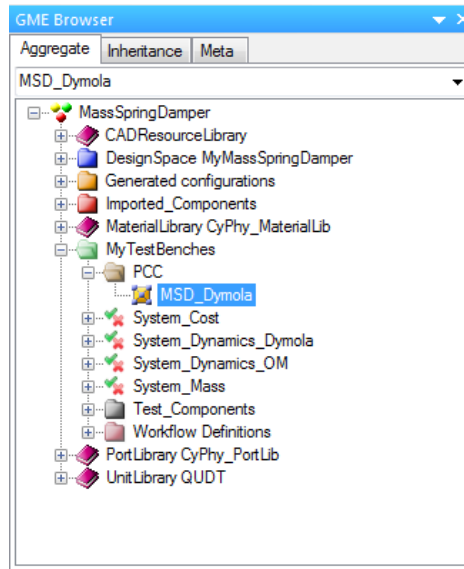 GME Browser
Aggregate Inheritance Meta
MSD_Dymola
MassSpringDamper
CADResourceLibrary
DesignSpace MyMassSpringDamper
Generated configurations
Imported_Components
MaterialLibrary CyPhy_MaterialLib
MyTestBenches
PCC
MSD_Dymola
System_Cost
System_Dynamics_Dymola
System_Dynamics_OM
System_Mass
Test_Components
Workflow Definitions
PortLibrary CyPhy_PortLib
UnitLibrary QUDT